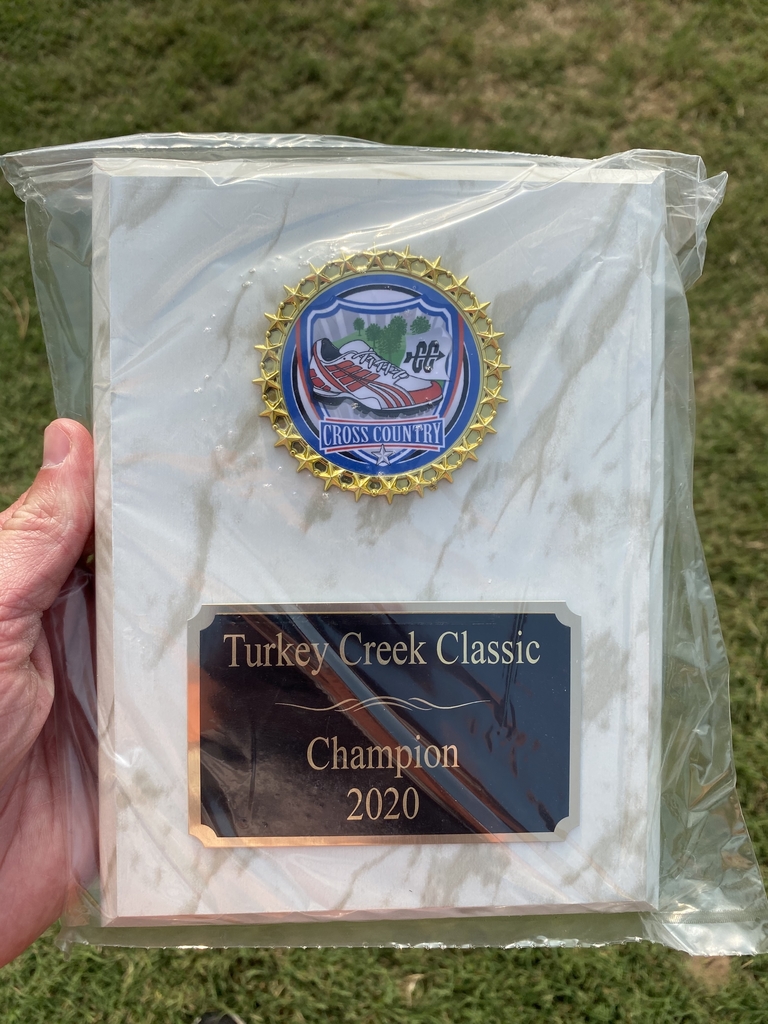 CC
CROSS COUNTRY
Turkey Creek Classic
Champion
2020